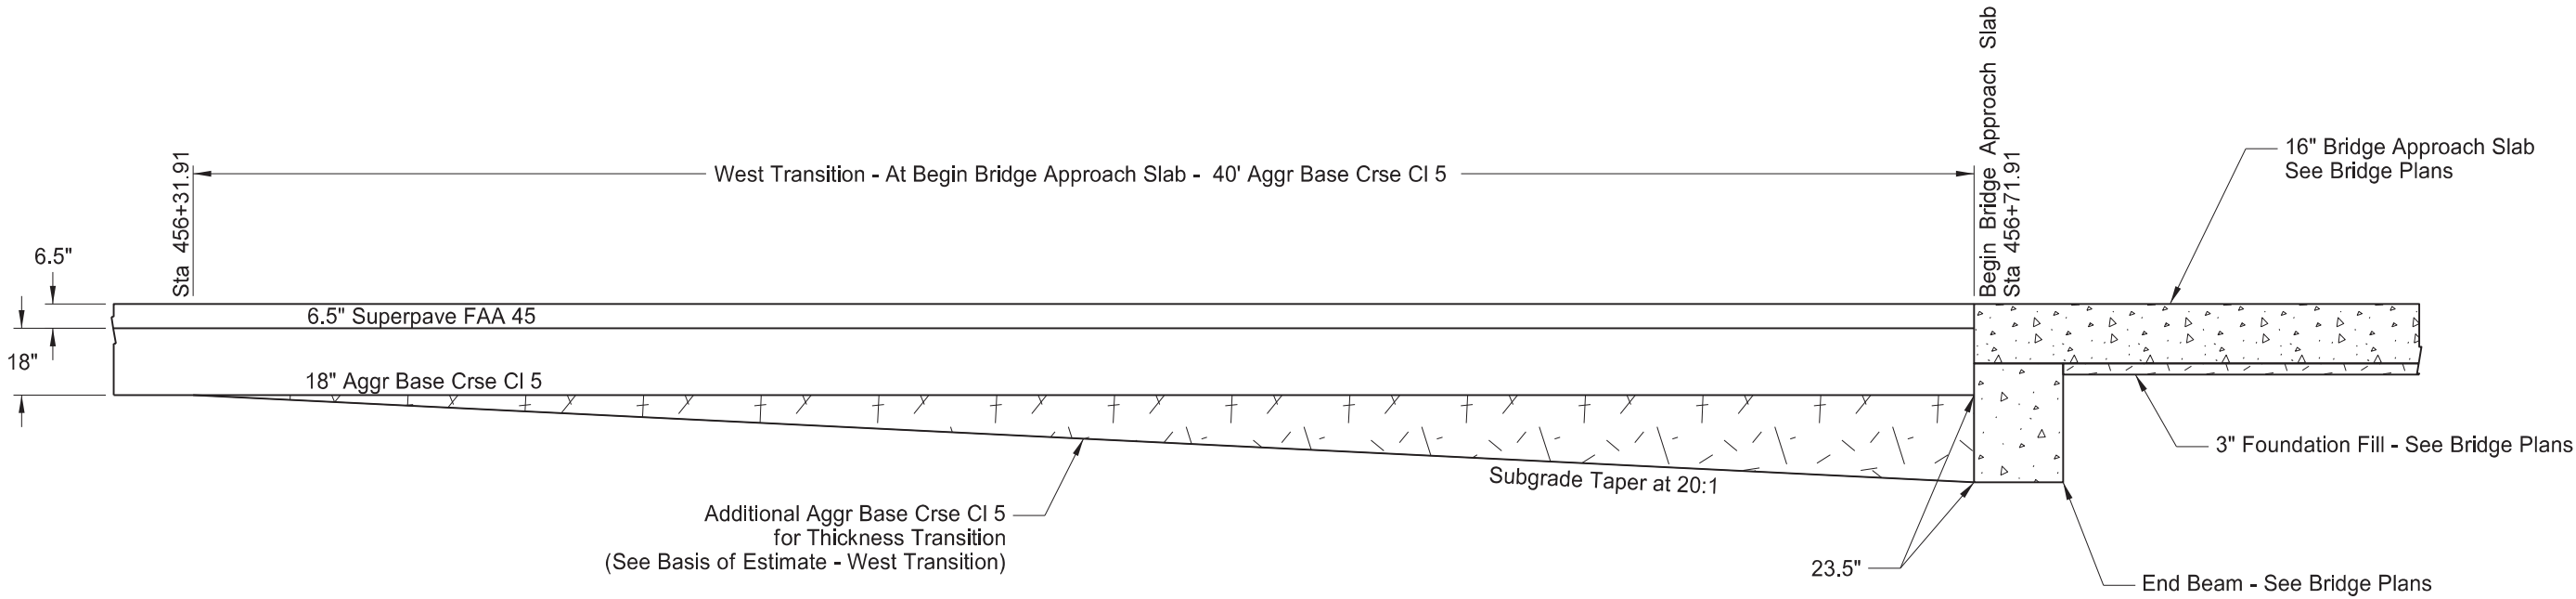 Begin Bridge Approach Slab
Sta 456+71.91
16" Bridge Approach Slab
See Bridge Plans
Sta 456+31.91
West Transition - At Begin Bridge Approach Slab - 40' Aggr Base Crse Cl 5
6.5"
6.5" Superpave FAA 45
18"
18" Aggr Base Crse Cl 5
3" Foundation Fill - See Bridge Plans
Subgrade Taper at 20:1
Additional Aggr Base Crse Cl 5
for Thickness Transition
(See Basis of Estimate - West Transition)
23.5"
End Beam - See Bridge Plans